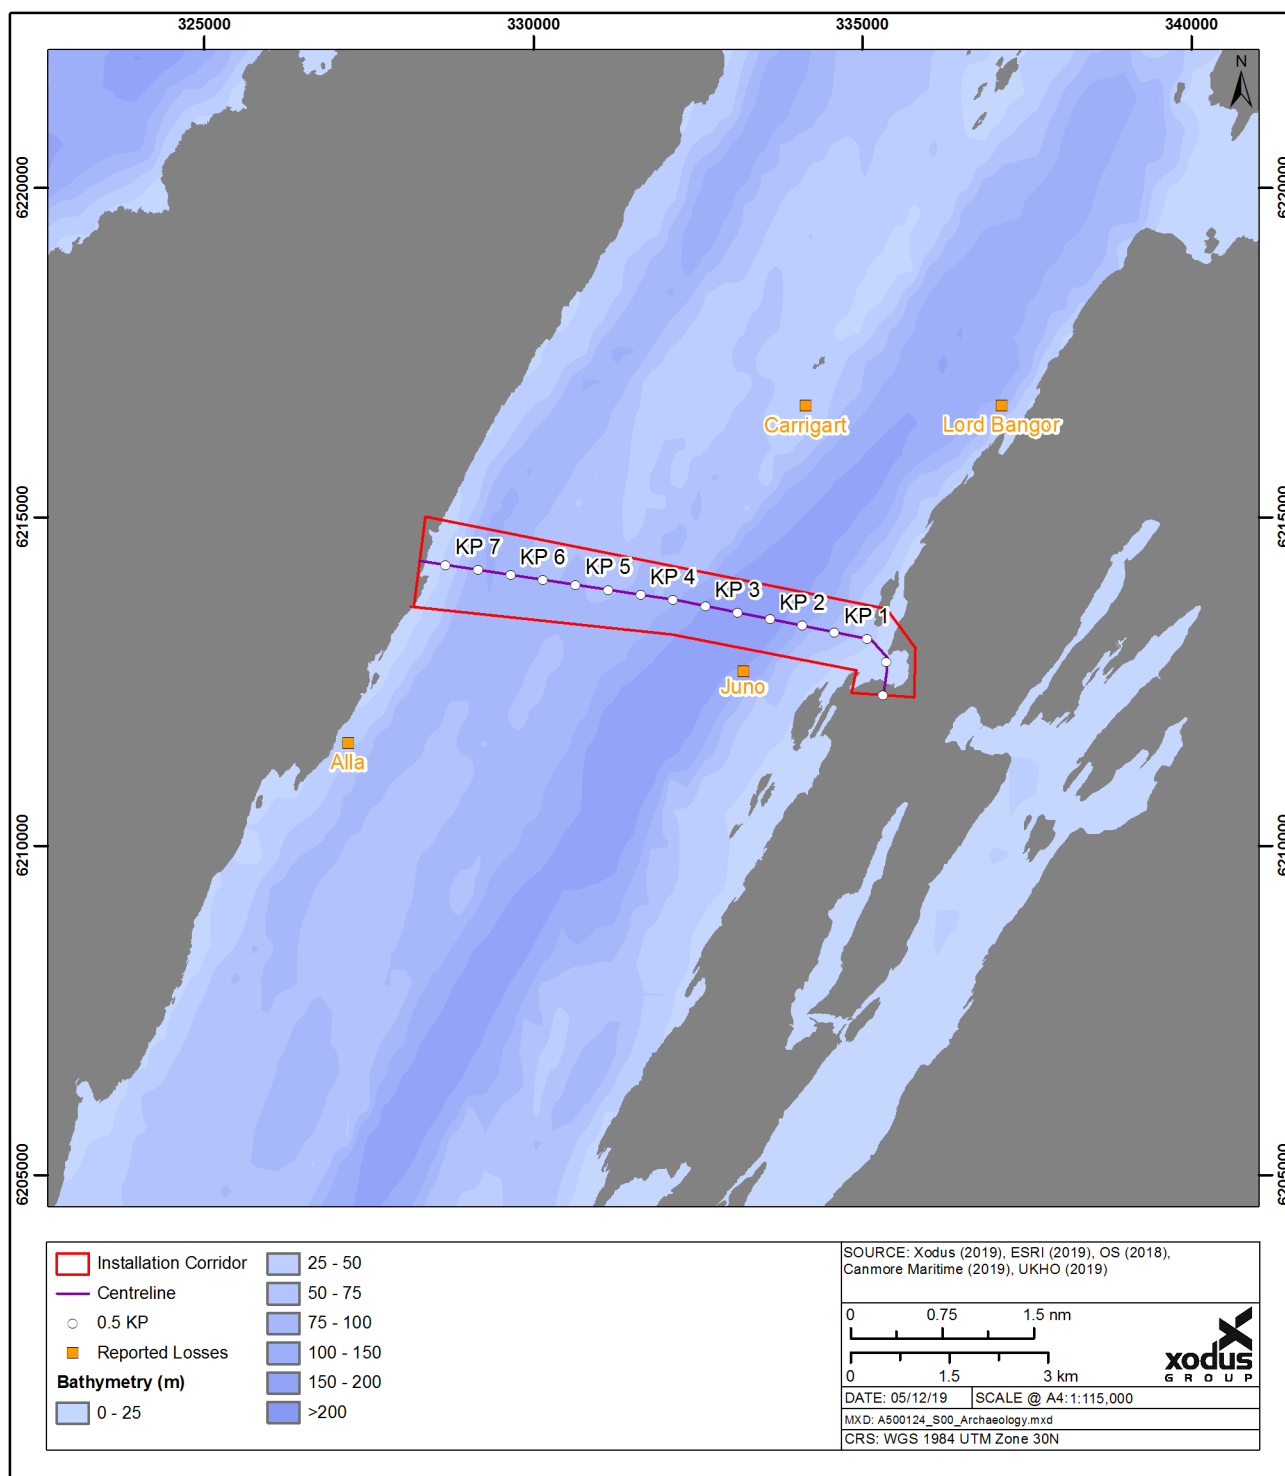 325000
330000
335000
340000
N
6220000
6220000
Carrigart
Lord Bangor
6215000
6215000
KP 7
KP 6
KP 5
KP 4
KP 3
KP 2
KP 1
Juno
Alla
6210000
6210000
6205000
6205000
Installation Corridor
Centreline
0.5 KP
Reported Losses
Bathymetry (m)
0 - 25
25 - 50
50 - 75
75 - 100
100 - 150
150 - 200
>200
SOURCE: Xodus (2019), ESRI (2019), OS (2018),
Canmore Maritime (2019), UKHO (2019)
0 0.75 1.5 nm
0 1.5 3 km
xodus
GROUP
DATE: 05/12/19
SCALE @ A4:1:115,000
MXD: A500124_S00_Archaeology.mxd
CRS: WGS 1984 UTM Zone 30N